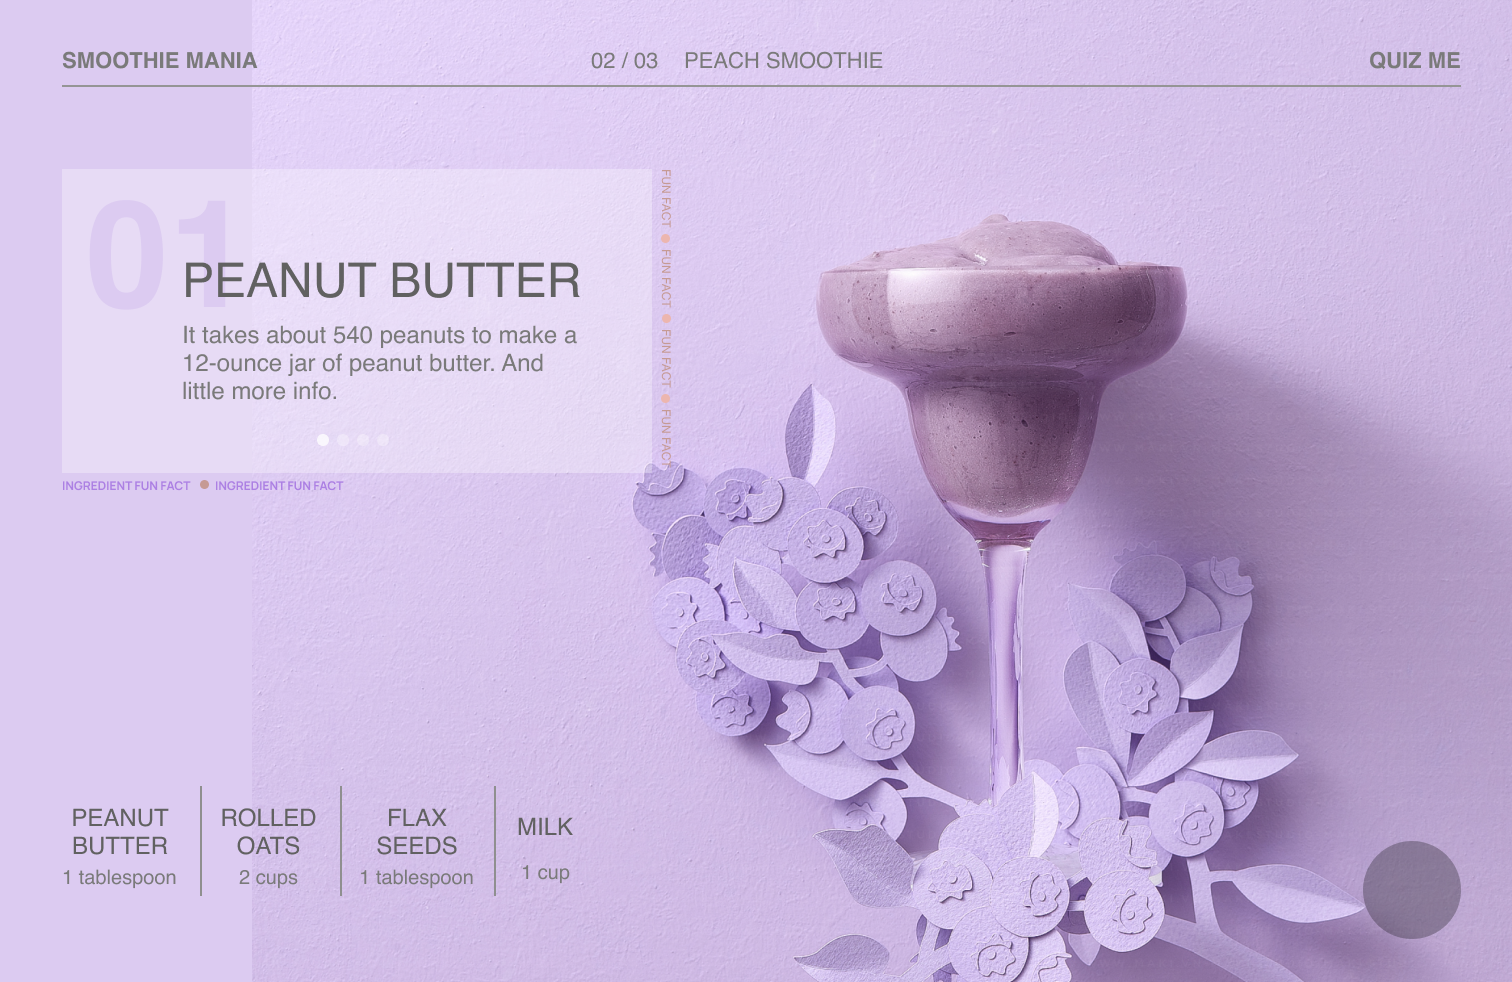 SMOOTHIE MANIA
02 / 03 PEACH SMOOTHIE
QUIZ ME
01
PEANUT BUTTER
It takes about 540 peanuts to make a
12-ounce jar of peanut butter. And
little more info.
FUN FACT ● FUN FACT ● FUN FACT ● FUN FACT
INGREDIENT FUN FACT ● INGREDIENT FUN FACT
PEANUT
BUTTER
1 tablespoon
ROLLED
OATS
2 cups
FLAX
SEEDS
1 tablespoon
MILK
1 cup